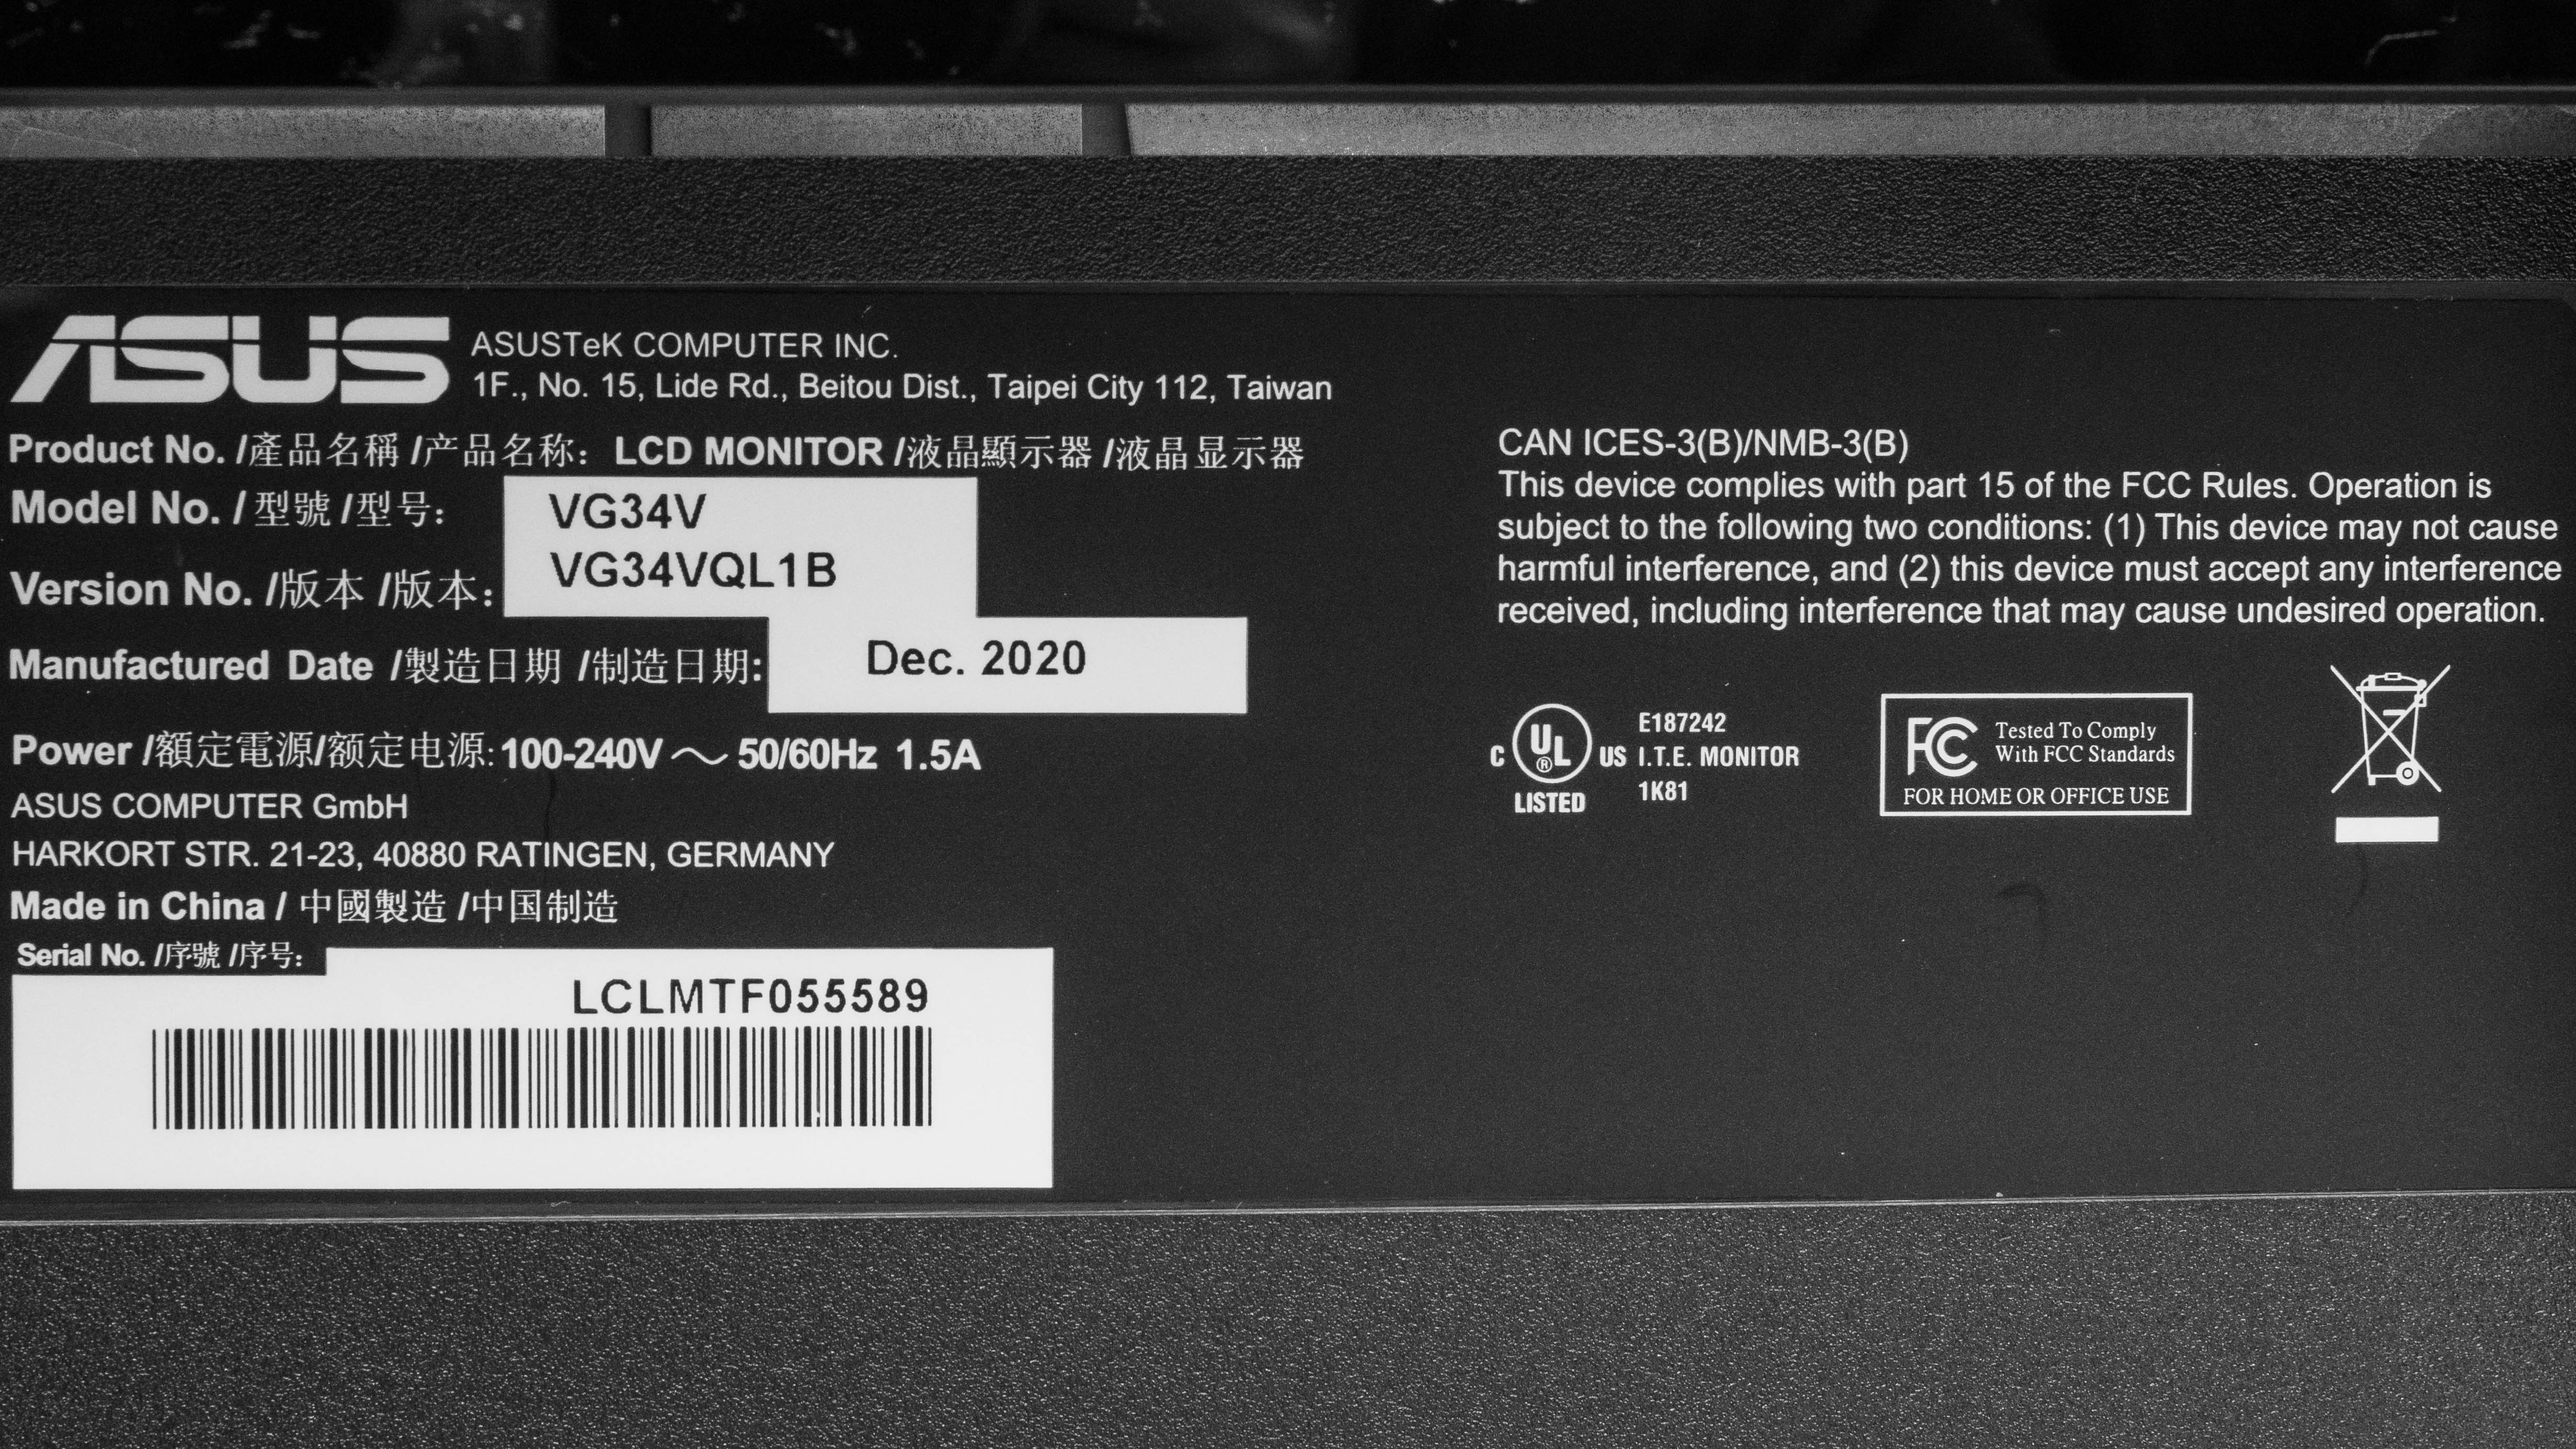 ASUS
ASUSTeK COMPUTER INC.
1F., No. 15, Lide Rd., Beitou Dist., Taipei City 112, Taiwan
Product No. /產品名稱 /产品名称: LCD MONITOR /液晶顯示器 /液晶显示器
Model No. / 型號 /型号: VG34V
VG34VQL1B
Version No. /版本 /版本:
Manufactured Date /製造日期 /制造日期: Dec. 2020
Power /額定電源/额定电源: 100-240V ~ 50/60Hz 1.5A
ASUS COMPUTER GmbH
HARKORT STR. 21-23, 40880 RATINGEN, GERMANY
Made in China / 中國製造 /中国制造
Serial No. /序號 /序号:
LCLMTF055589
CAN ICES-3(B)/NMB-3(B)
This device complies with part 15 of the FCC Rules. Operation is
subject to the following two conditions: (1) This device may not cause
harmful interference, and (2) this device must accept any interference
received, including interference that may cause undesired operation.
C UL ® US
LISTED
E187242
I.T.E. MONITOR
1K81
FC Tested To Comply
With FCC Standards
FOR HOME OR OFFICE USE